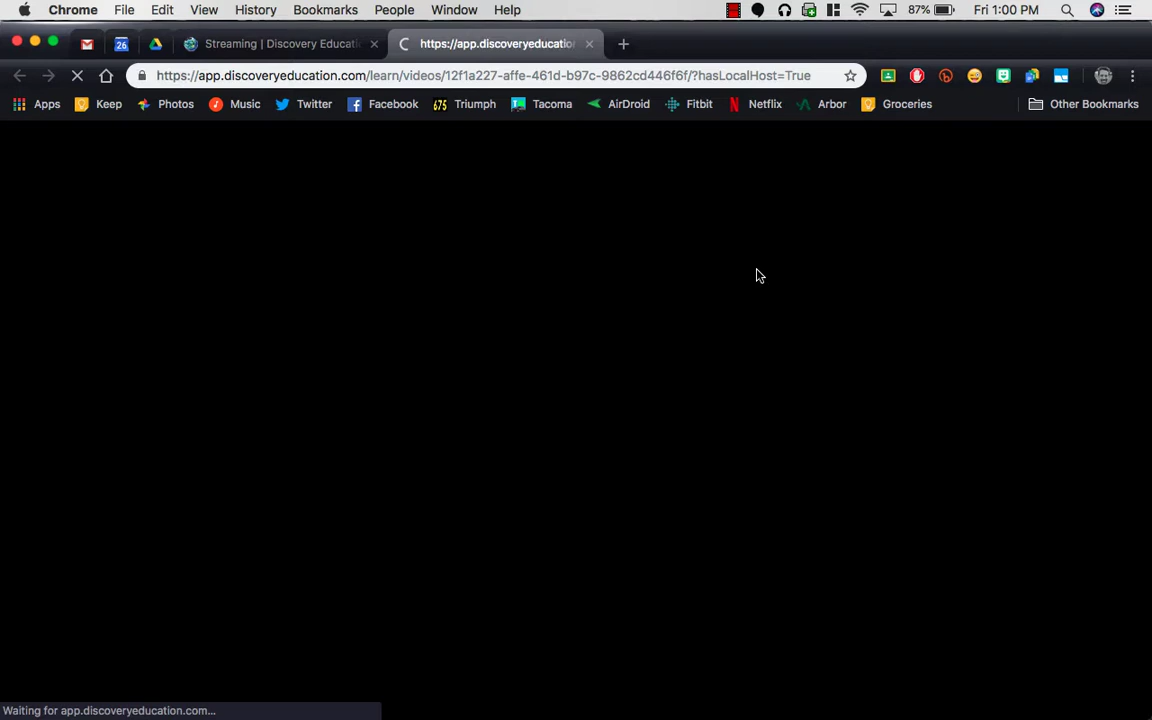 Chrome File Edit View History Bookmarks People Window Help 87% Fri 1:00 PM
26 Streaming | Discovery Educati https://app.discoveryeducation
https://app.discoveryeducation.com/learn/videos/12f1a227-affe-461d-b97c-9862cd446f6f/?hasLocalHost=True
Apps Keep Photos Music Twitter Facebook 675 Triumph Tacoma AirDroid Fitbit Netflix Arbor Groceries Other Bookmarks
Waiting for app.discoveryeducation.com...